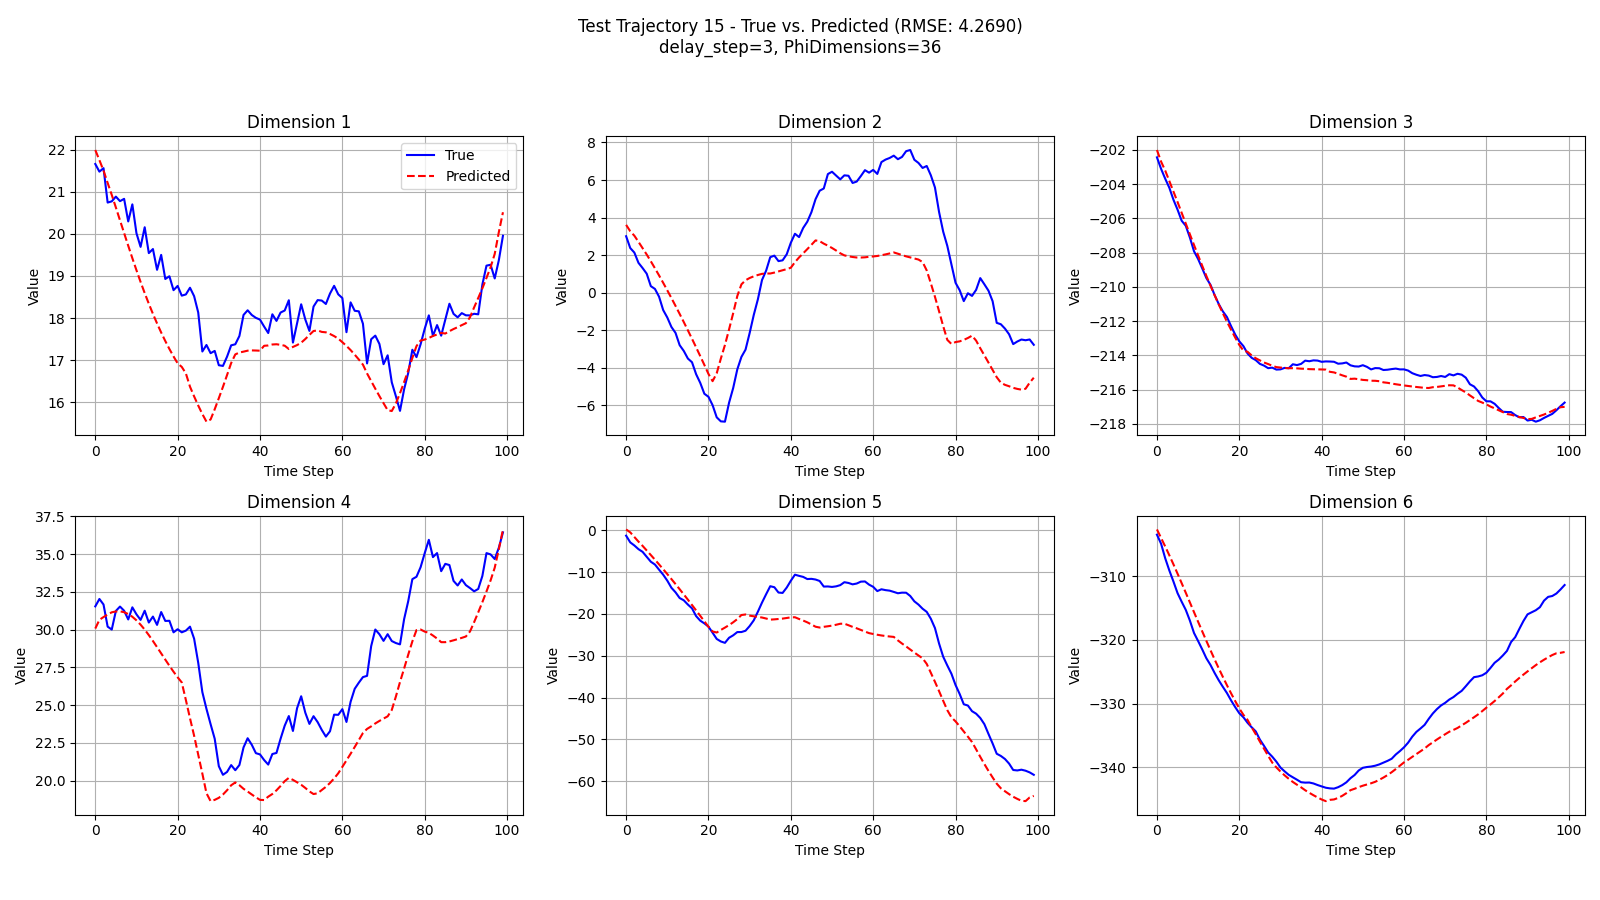 Test Trajectory 15 - True vs. Predicted (RMSE: 4.2690)
delay_step=3, PhiDimensions=36
Dimension 1
22
21
20
19
18
17
16
Value
0 20 40 60 80 100
Time Step
True
Predicted
Dimension 2
8
6
4
2
0
−2
−4
−6
Value
0 20 40 60 80 100
Time Step
Dimension 3
−202
−204
−206
−208
−210
−212
−214
−216
−218
Value
0 20 40 60 80 100
Time Step
Dimension 4
37.5
35.0
32.5
30.0
27.5
25.0
22.5
20.0
Value
0 20 40 60 80 100
Time Step
Dimension 5
0
−10
−20
−30
−40
−50
−60
Value
0 20 40 60 80 100
Time Step
Dimension 6
−310
−320
−330
−340
Value
0 20 40 60 80 100
Time Step